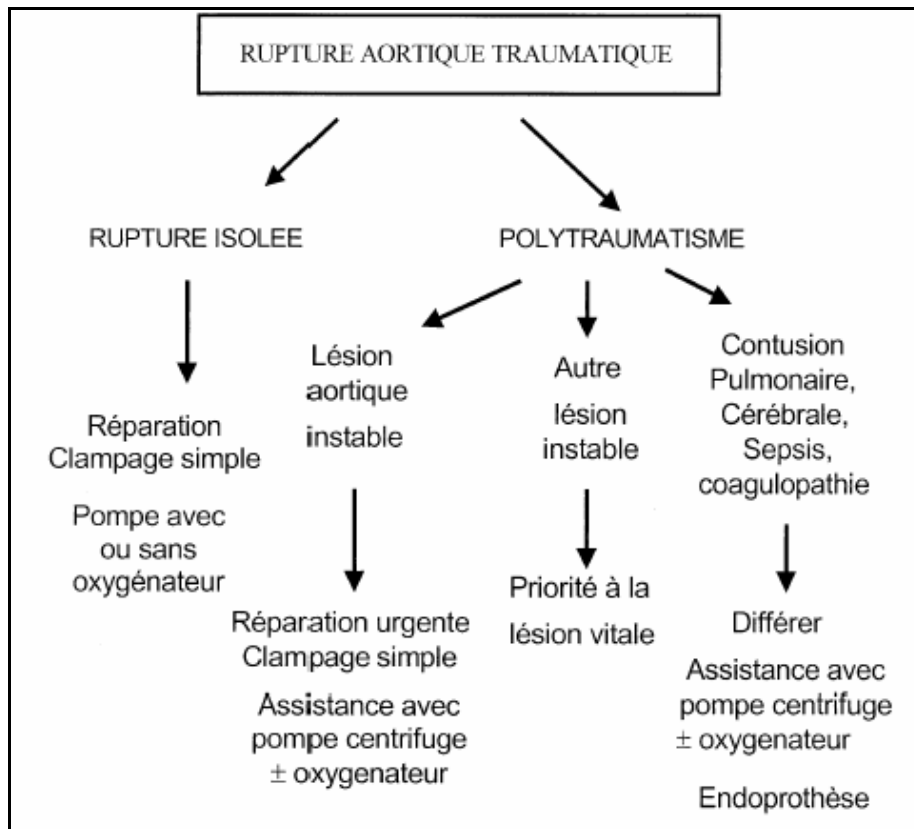 RUPTURE AORTIQUE TRAUMATIQUE
RUPTURE ISOLEE
POLYTRAUMATISME
Réparation
Clampage simple
Pompe avec
ou sans
oxygénateur
Lésion
aortique
instable
Réparation urgente
Clampage simple
Assistance avec
pompe centrifuge
± oxygenateur
Autre
lésion
instable
Priorité à la
lésion vitale
Contusion
Pulmonaire,
Cérébrale,
Sepsis,
coagulopathie
Différer
Assistance avec
pompe centrifuge
± oxygenateur
Endoprothèse